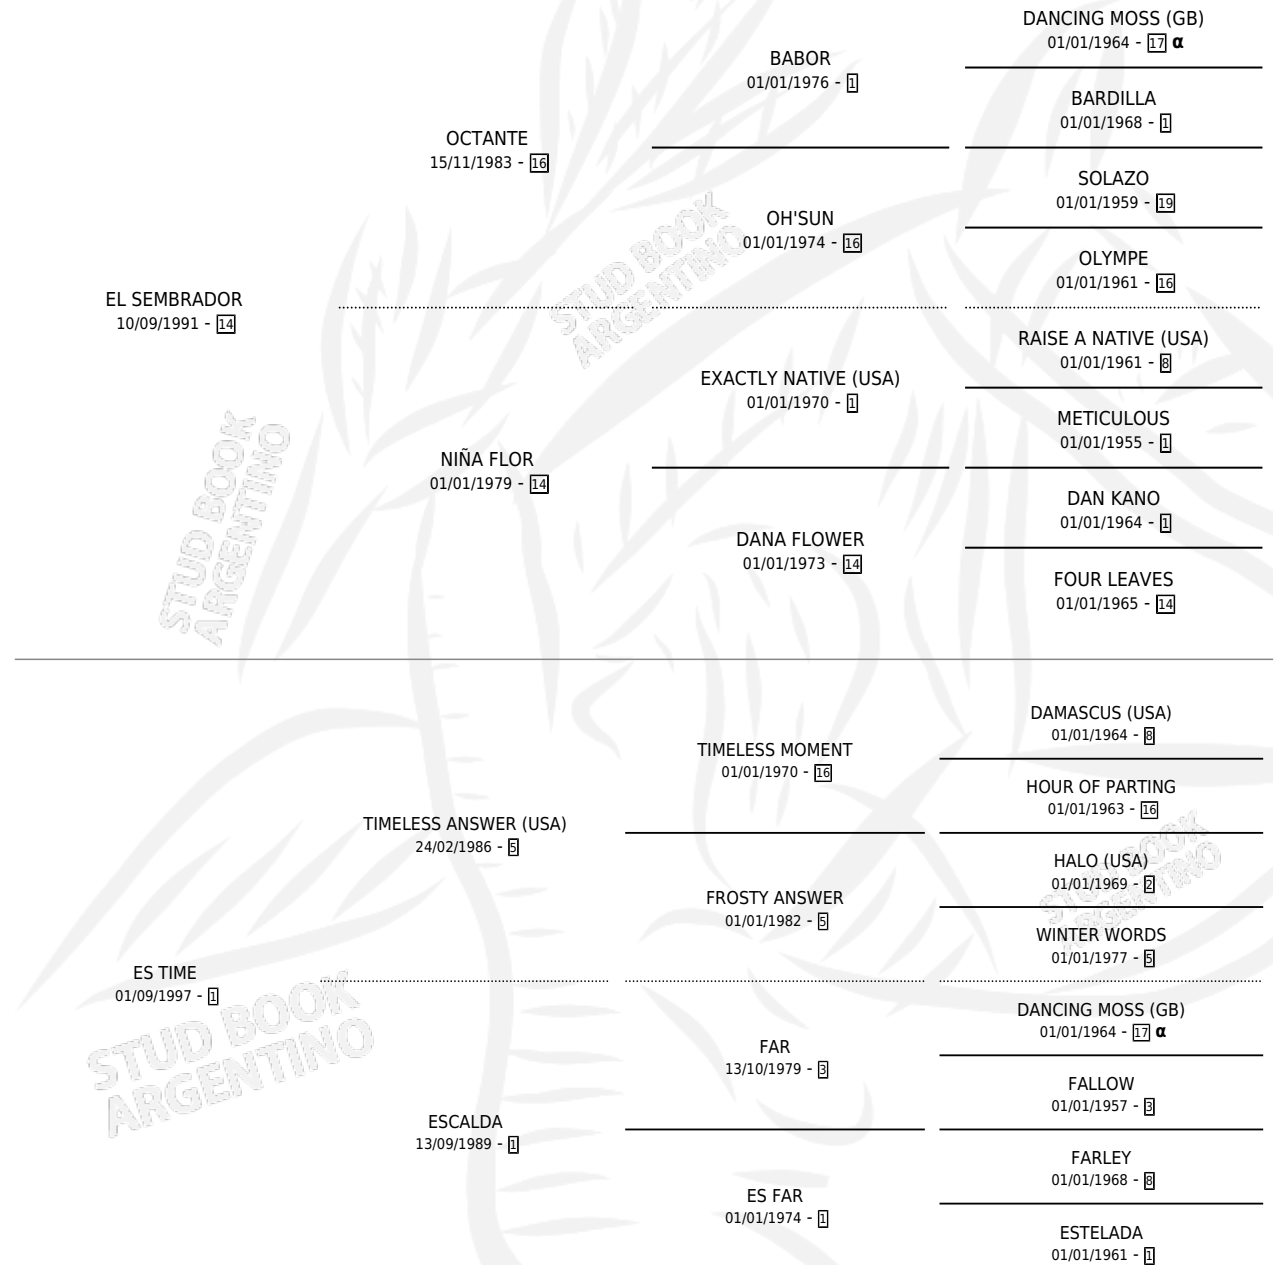 DANCING MOSS (GB)
01/01/1964 - 17 α
BABOR
01/01/1976 - 1
BARDILLA
01/01/1968 - 1
OCTANTE
15/11/1983 - 16
SOLAZO
01/01/1959 - 19
OH'SUN
01/01/1974 - 16
OLYMPE
01/01/1961 - 16
EL SEMBRADOR
10/09/1991 - 14
RAISE A NATIVE (USA)
01/01/1961 - 8
EXACTLY NATIVE (USA)
01/01/1970 - 1
METICULOUS
01/01/1955 - 1
NIÑA FLOR
01/01/1979 - 14
DAN KANO
01/01/1964 - 1
DANA FLOWER
01/01/1973 - 14
FOUR LEAVES
01/01/1965 - 14
DAMASCUS (USA)
01/01/1964 - 8
TIMELESS MOMENT
01/01/1970 - 16
HOUR OF PARTING
01/01/1963 - 16
TIMELESS ANSWER (USA)
24/02/1986 - 5
HALO (USA)
01/01/1969 - 2
FROSTY ANSWER
01/01/1982 - 5
WINTER WORDS
01/01/1977 - 5
ES TIME
01/09/1997 - 1
DANCING MOSS (GB)
01/01/1964 - 17 α
FAR
13/10/1979 - 3
FALLOW
01/01/1957 - 3
ESCALDA
13/09/1989 - 1
FARLEY
01/01/1968 - 8
ES FAR
01/01/1974 - 1
ESTELADA
01/01/1961 - 1
STUD BOOK
ARGENTINO
STUD BOOK
ARGENTINO
STUD BOOK
ARGENTINO
STUD BOOK
ARGENTINO